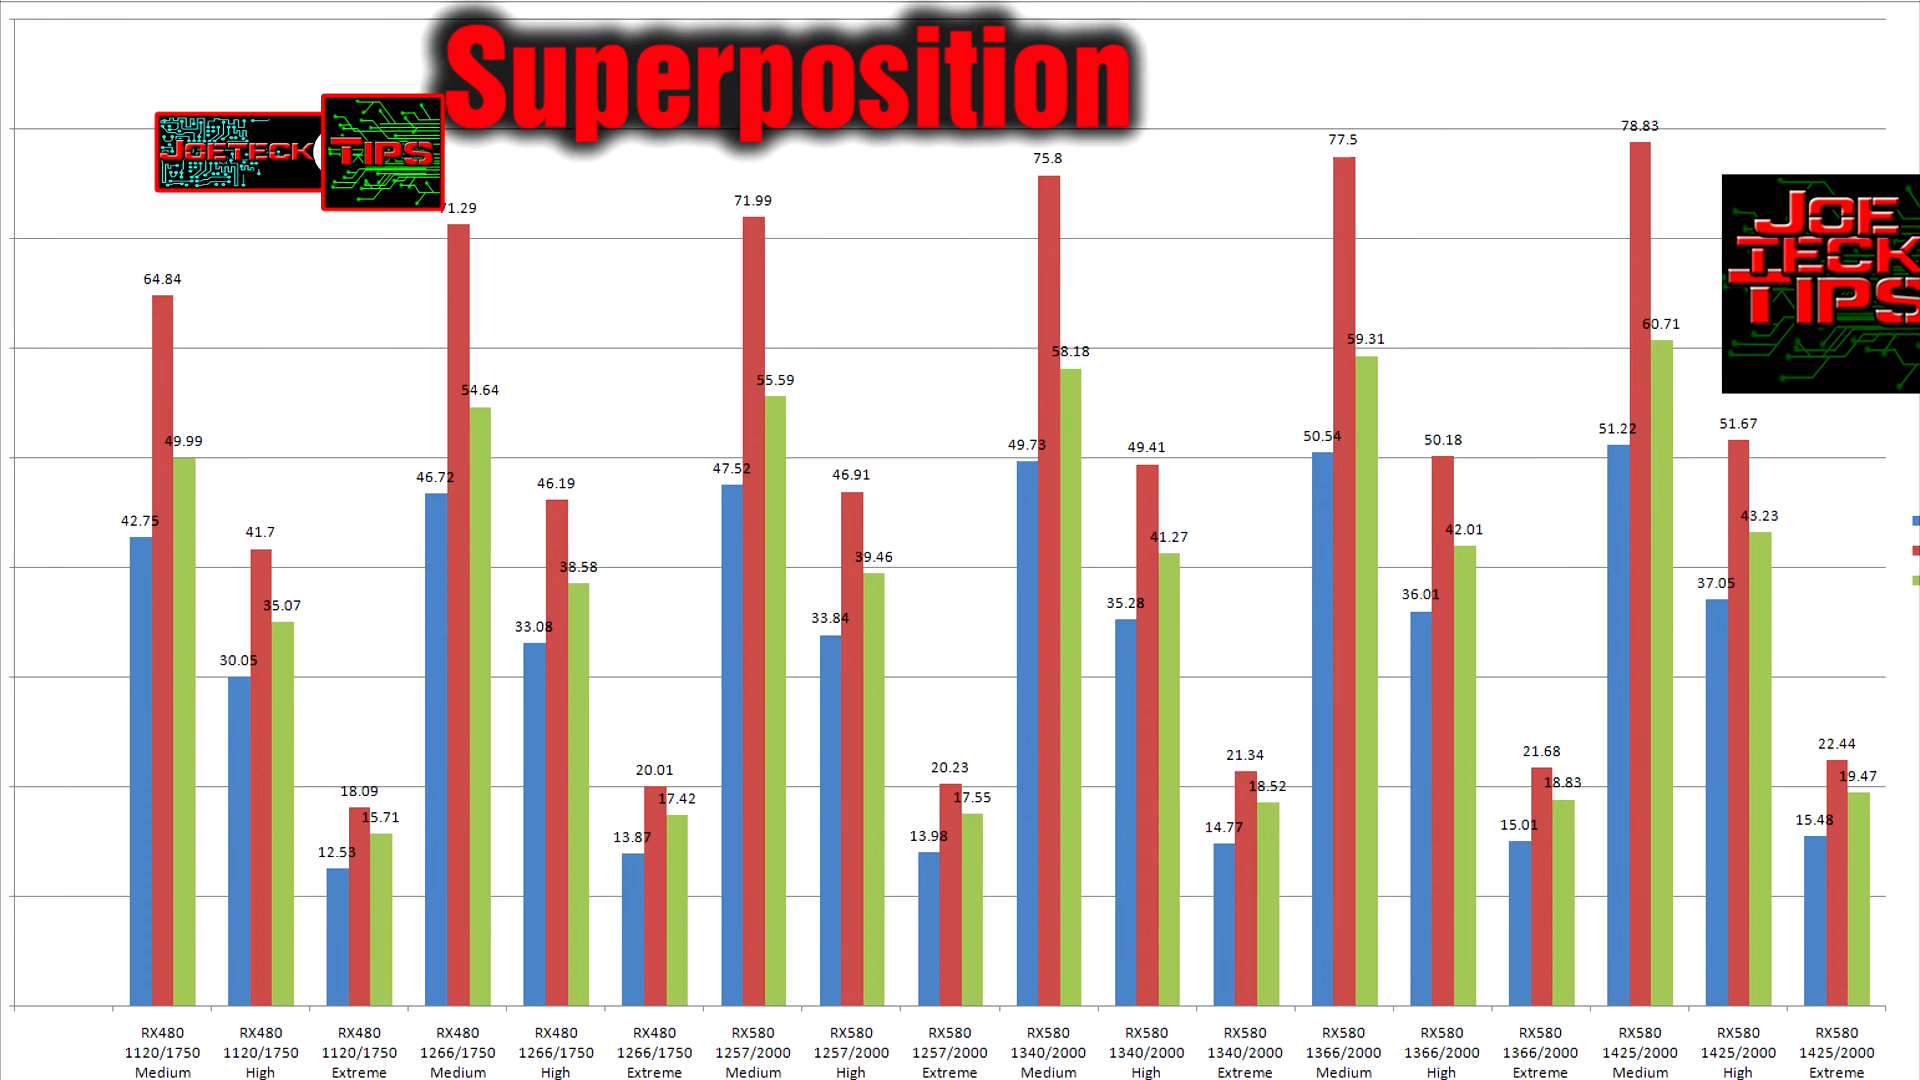 Superposition
JOETECK TIPS
JOE
TECK
TIPS
64.84
42.75
49.99
41.7
30.05
35.07
18.09
12.53
15.71
71.29
46.72
54.64
46.19
33.08
38.58
20.01
13.87
17.42
71.99
47.52
55.59
46.91
33.84
39.46
20.23
13.98
17.55
75.8
49.73
58.18
49.41
35.28
41.27
21.34
14.77
18.52
77.5
50.54
59.31
50.18
36.01
42.01
21.68
15.01
18.83
78.83
51.22
60.71
51.67
37.05
43.23
22.44
15.48
19.47
RX480
1120/1750
Medium
RX480
1120/1750
High
RX480
1120/1750
Extreme
RX480
1266/1750
Medium
RX480
1266/1750
High
RX480
1266/1750
Extreme
RX580
1257/2000
Medium
RX580
1257/2000
High
RX580
1257/2000
Extreme
RX580
1340/2000
Medium
RX580
1340/2000
High
RX580
1340/2000
Extreme
RX580
1366/2000
Medium
RX580
1366/2000
High
RX580
1366/2000
Extreme
RX580
1425/2000
Medium
RX580
1425/2000
High
RX580
1425/2000
Extreme